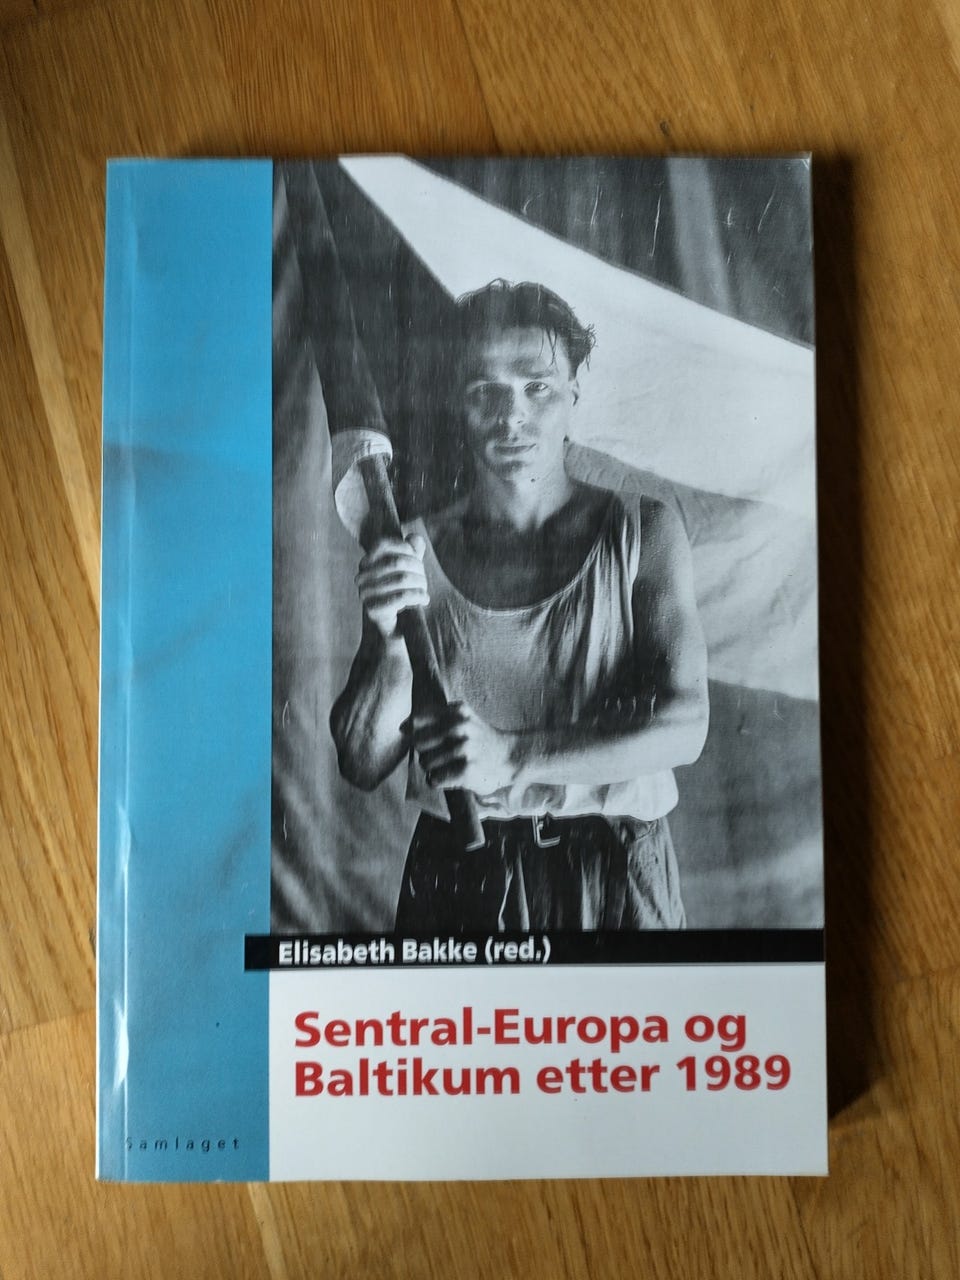 Elisabeth Bakke (red.)
Sentral-Europa og
Baltikum etter 1989
Samlaget